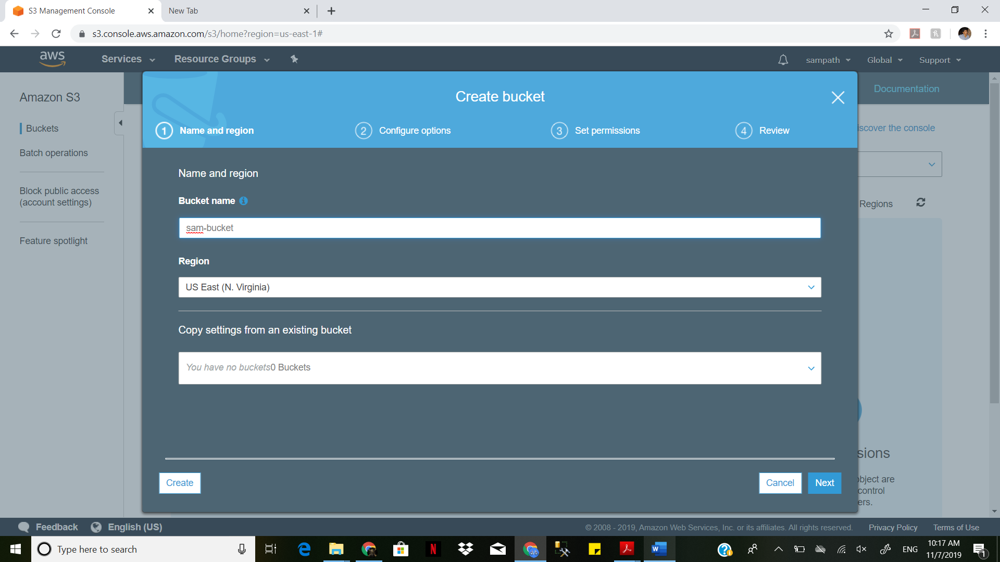 S3 Management Console
New Tab
s3.console.aws.amazon.com/s3/home?region=us-east-1#
aws
Services
Resource Groups
sampath
Global
Support
Amazon S3
Buckets
Batch operations
Block public access
(account settings)
Feature spotlight
Documentation
iscover the console
Regions
Create bucket
1 Name and region
2 Configure options
3 Set permissions
4 Review
Name and region
Bucket name
sam-bucket
Region
US East (N. Virginia)
Copy settings from an existing bucket
You have no buckets0 Buckets
Create
Cancel
Next
sions
bject are
control
ers.
Feedback
English (US)
© 2008 - 2019, Amazon Web Services, Inc. or its affiliates. All rights reserved.
Privacy Policy
Terms of Use
Type here to search
ENG
10:17 AM
11/7/2019
1